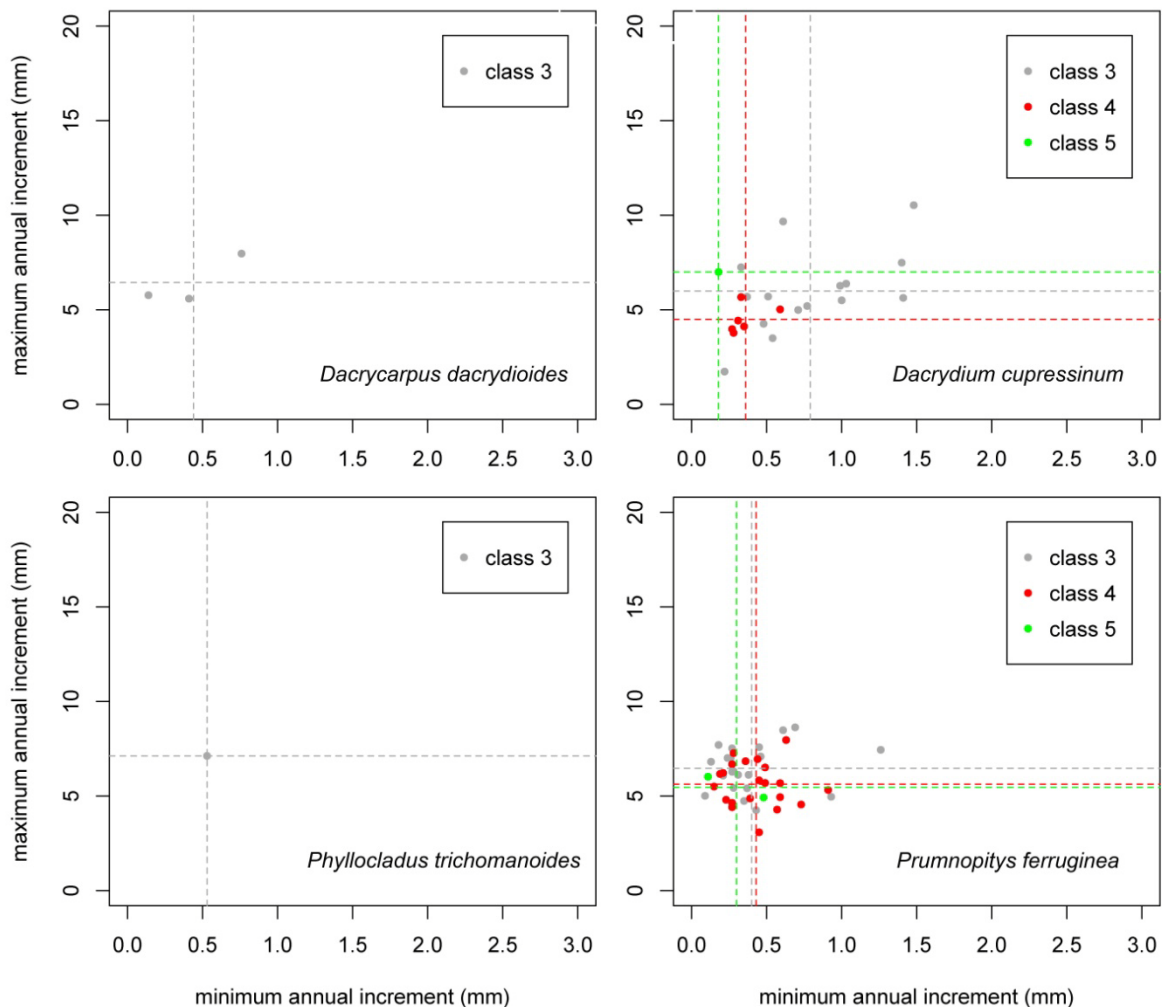 maximum annual increment (mm)
20
15
10
5
0
class 3
Dacrycarpus dacrydioides
0.0 0.5 1.0 1.5 2.0 2.5 3.0
20
15
10
5
0
class 3
class 4
class 5
Dacrydium cupressinum
0.0 0.5 1.0 1.5 2.0 2.5 3.0
maximum annual increment (mm)
20
15
10
5
0
class 3
Phyllocladus trichomanoides
0.0 0.5 1.0 1.5 2.0 2.5 3.0
minimum annual increment (mm)
20
15
10
5
0
class 3
class 4
class 5
Prumnopitys ferruginea
0.0 0.5 1.0 1.5 2.0 2.5 3.0
minimum annual increment (mm)